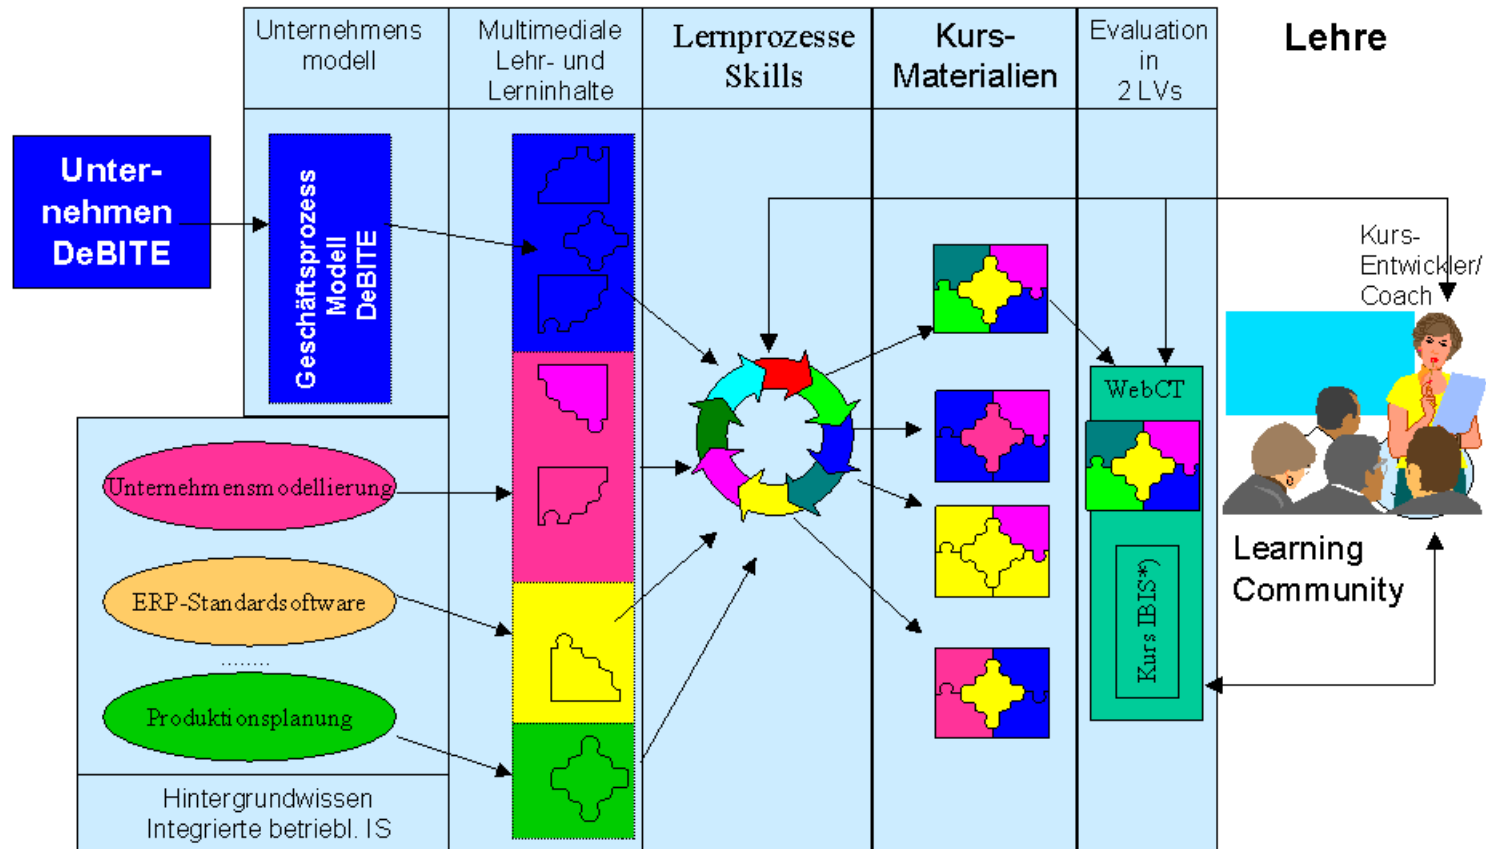 Unternehmens
modell
Multimediale
Lehr- und
Lerninhalte
Lernprozesse
Skills
Kurs-
Materialien
Evaluation
in
2 LVs
Lehre
Unter-
nehmen
DeBITE
Geschäftsprozess
Modell
DeBITE
Kurs-
Entwickler/
Coach
WebCT
Kurs IBIS*)
Learning
Community
Unternehmensmodellierung
ERP-Standardsoftware
........
Produktionsplanung
Hintergrundwissen
Integrierte betriebl. IS